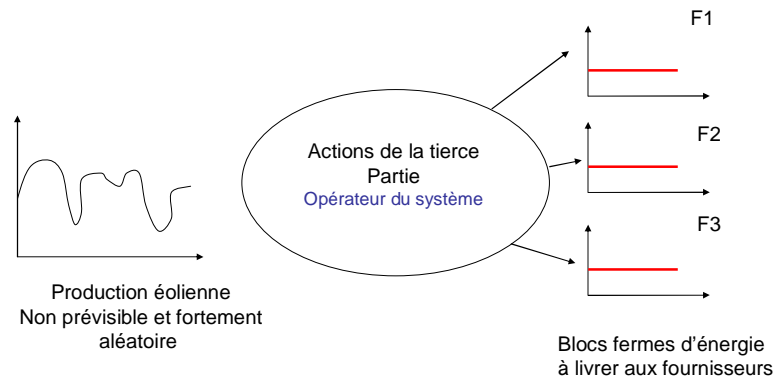 F1
Actions de la tierce
Partie
Opérateur du système
F2
F3
Production éolienne
Non prévisible et fortement
aléatoire
Blocs fermes d'énergie
à livrer aux fournisseurs